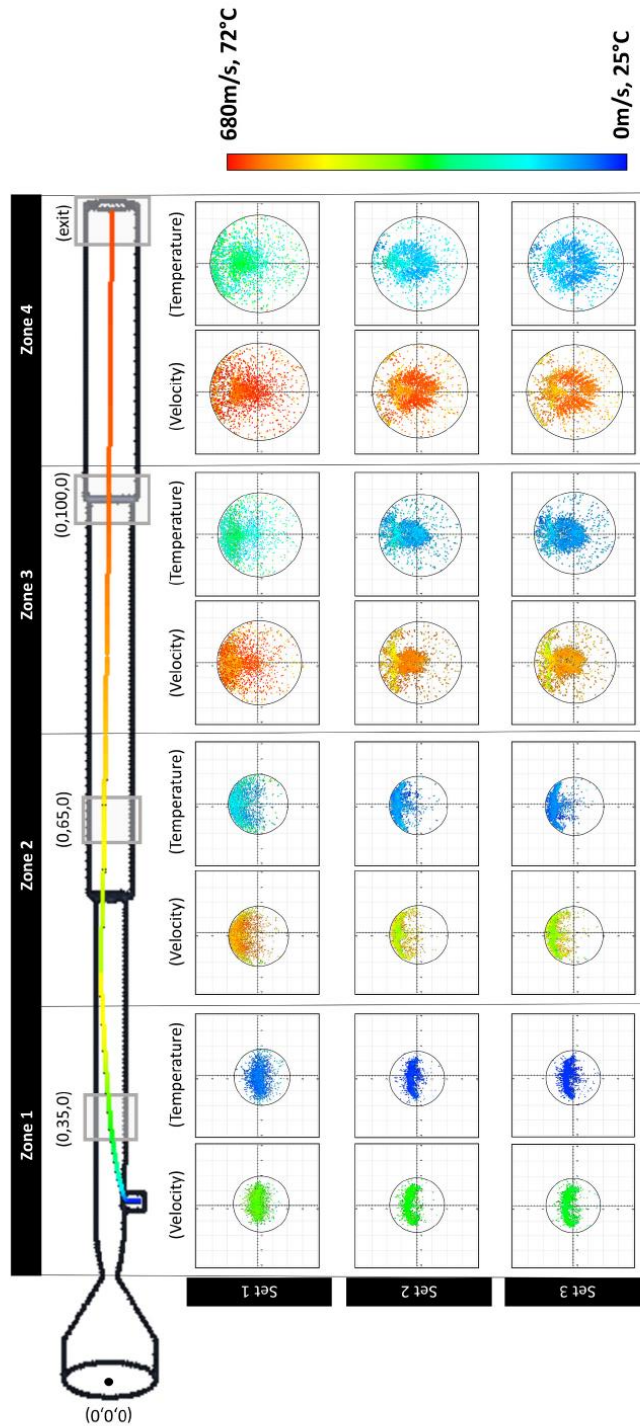 Zone 1
Zone 2
Zone 3
Zone 4
(0,0,0)
(0,35,0)
(0,65,0)
(0,100,0)
(exit)
(Velocity)
(Temperature)
(Velocity)
(Temperature)
(Velocity)
(Temperature)
(Velocity)
(Temperature)
Set 1
Set 2
Set 3
680m/s, 72°C
0m/s, 25°C